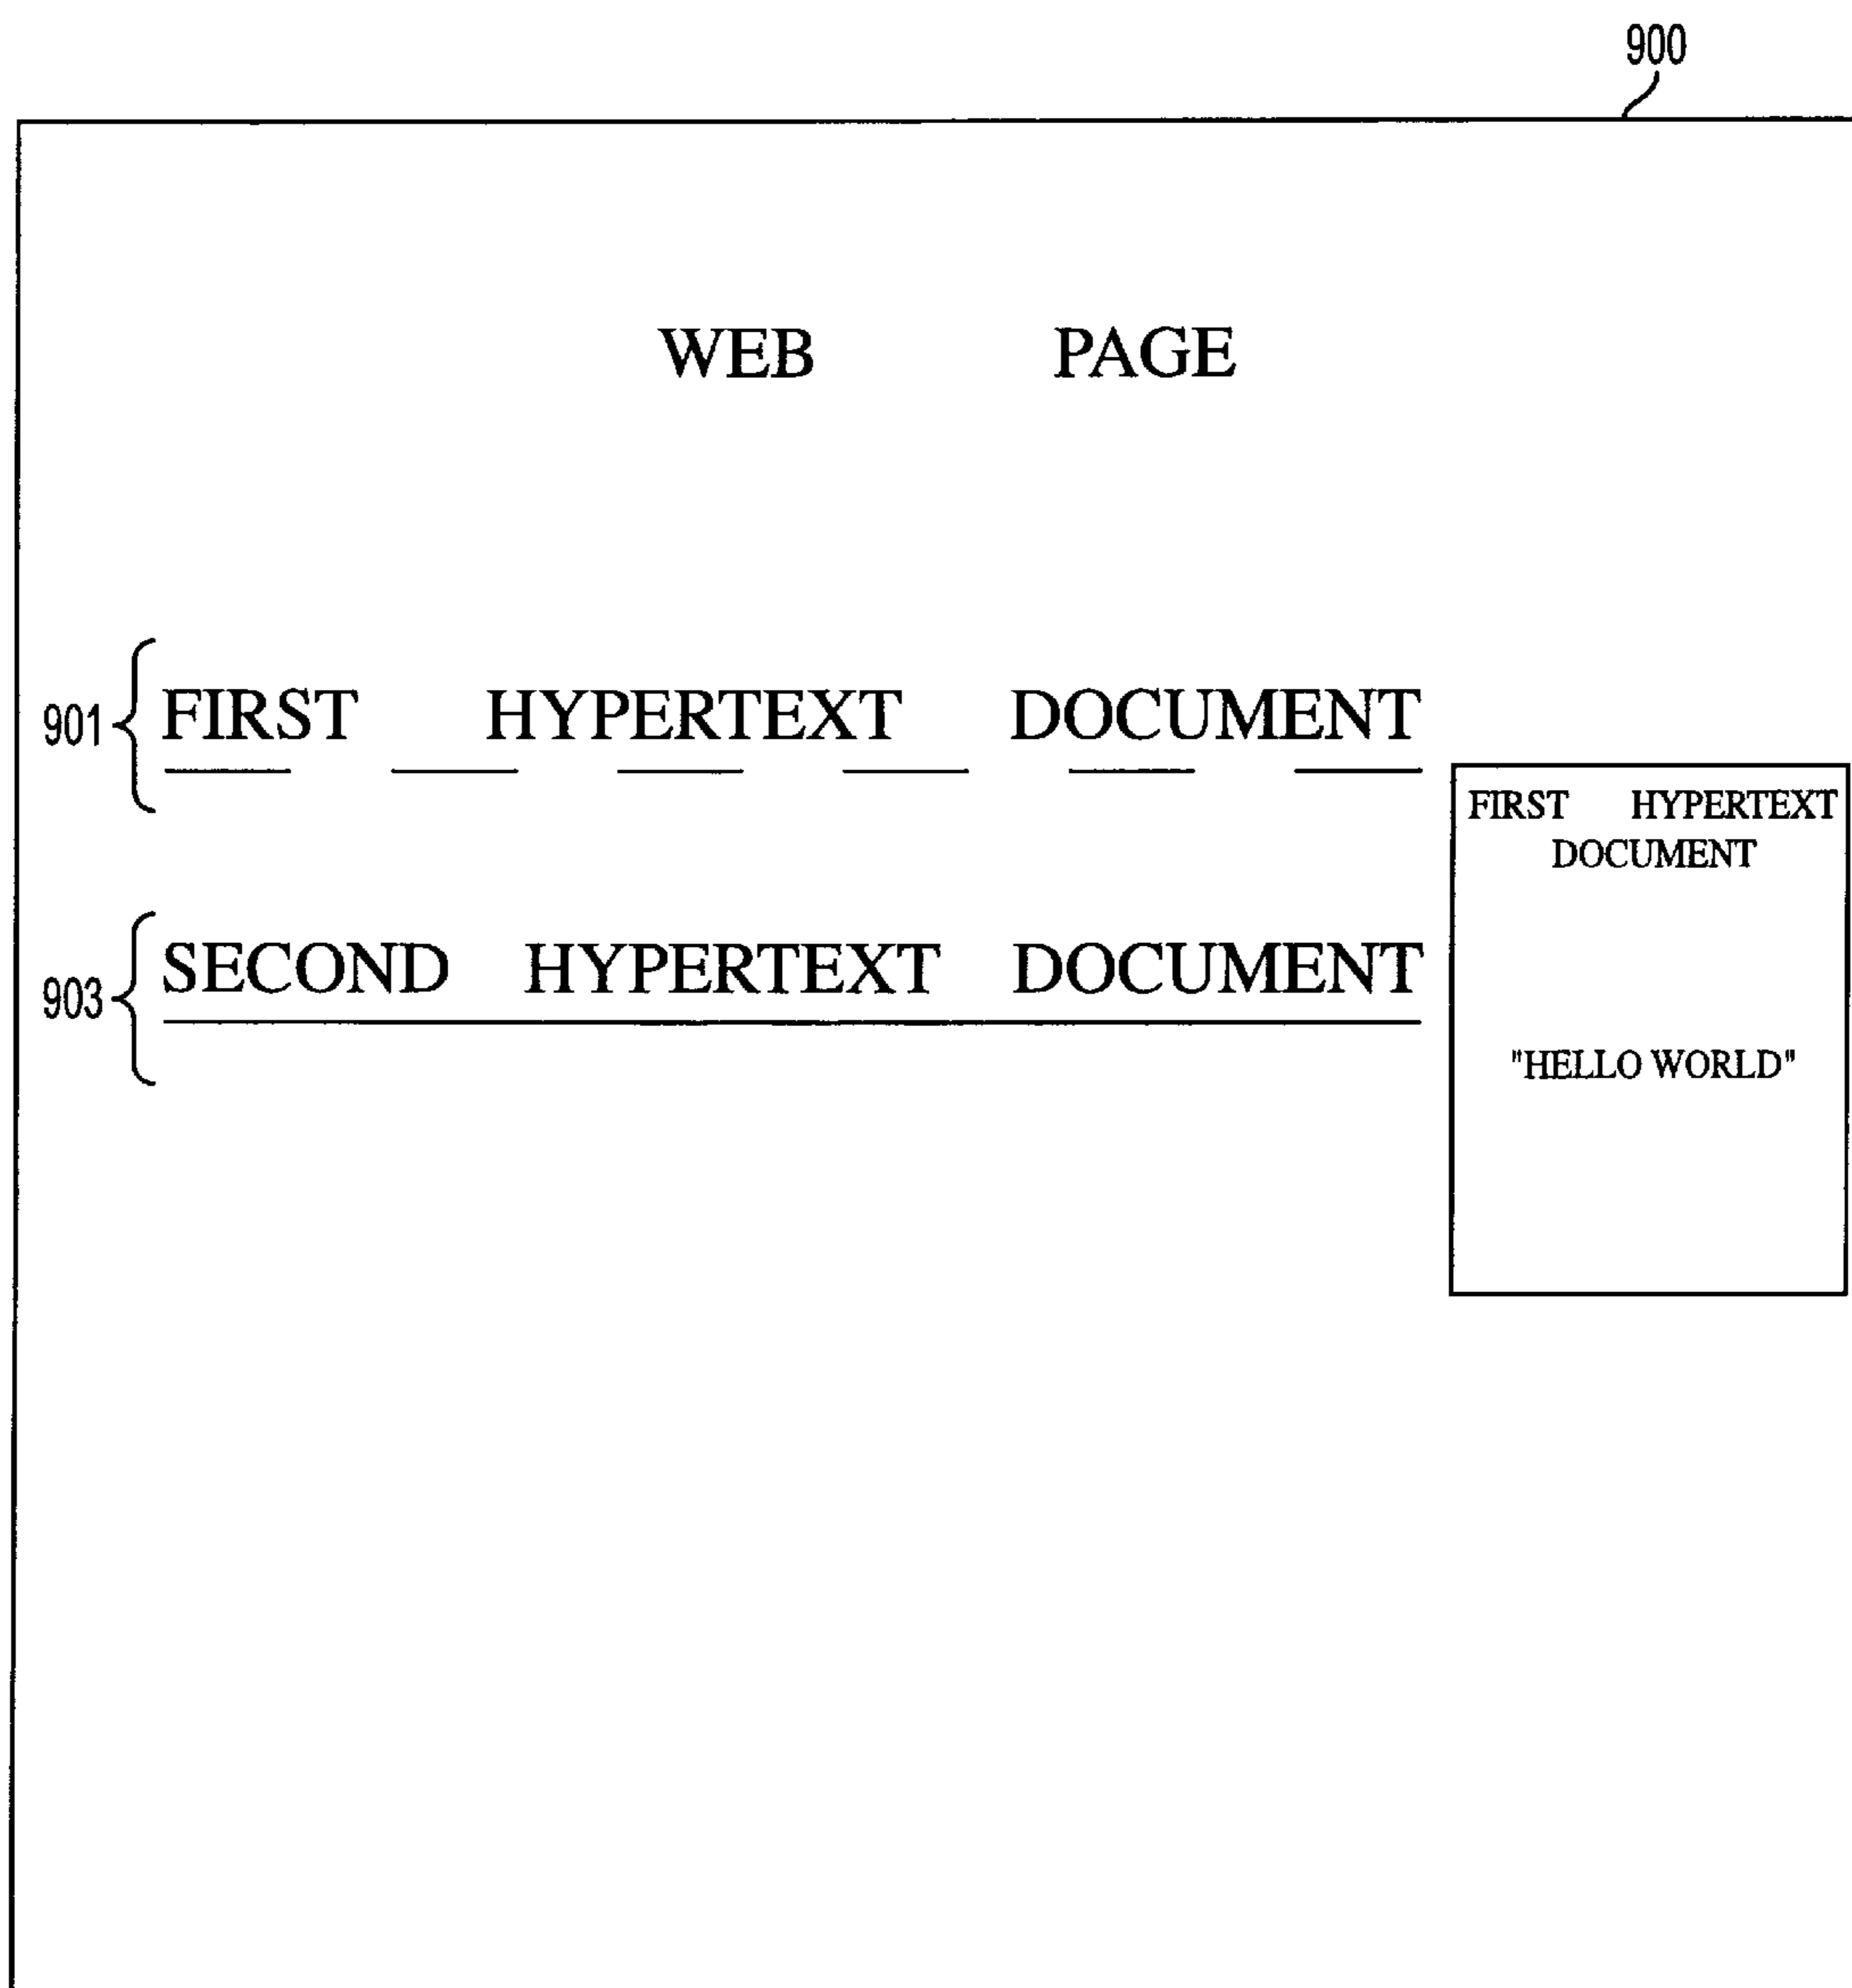 900
WEB PAGE
901 FIRST HYPERTEXT DOCUMENT
FIRST HYPERTEXT
DOCUMENT
903 SECOND HYPERTEXT DOCUMENT
"HELLO WORLD"